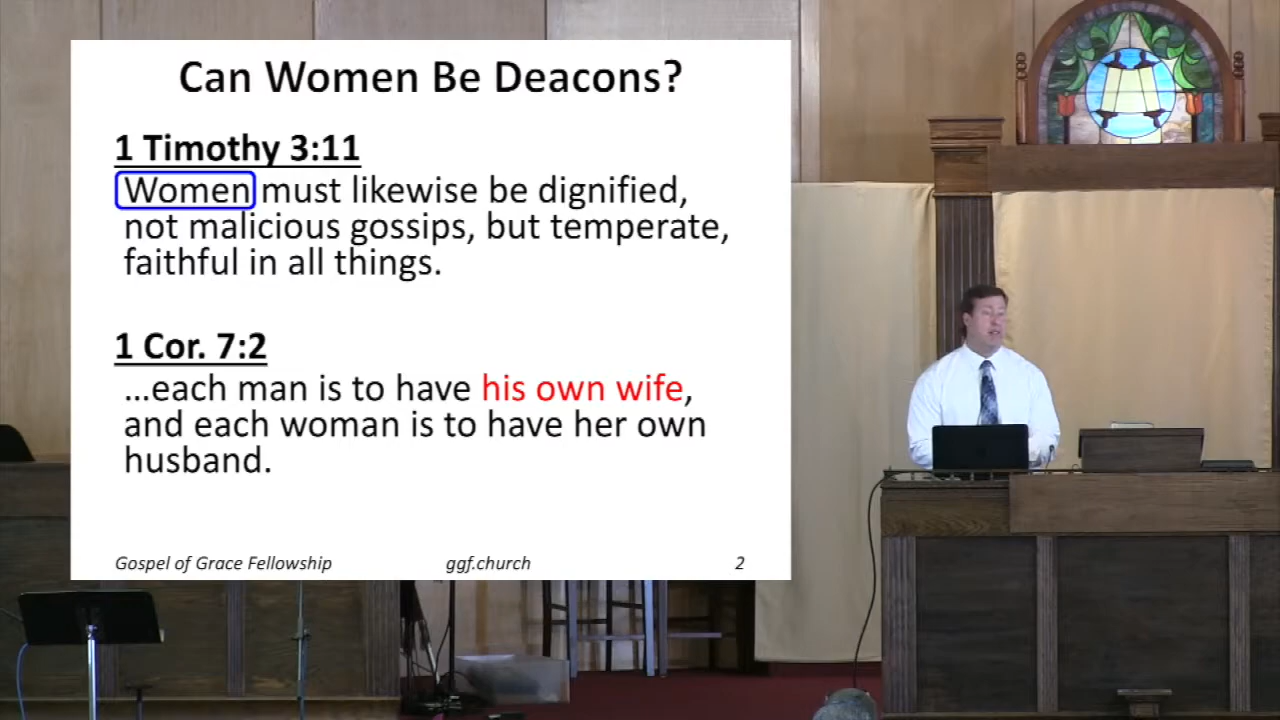 Can Women Be Deacons?
1 Timothy 3:11
Women must likewise be dignified,
not malicious gossips, but temperate,
faithful in all things.
1 Cor. 7:2
...each man is to have his own wife,
and each woman is to have her own
husband.
Gospel of Grace Fellowship ggf.church 2